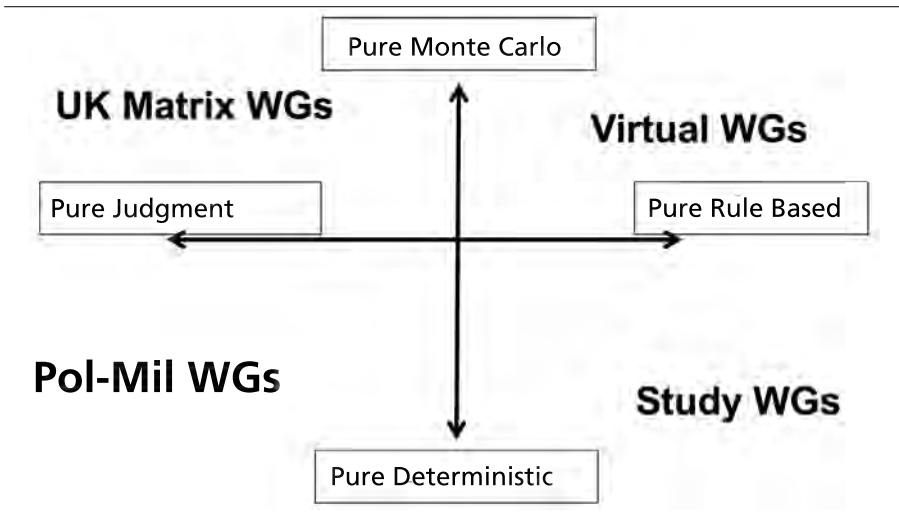 Pure Monte Carlo
UK Matrix WGs
Virtual WGs
Pure Judgment
Pure Rule Based
Pol-Mil WGs
Study WGs
Pure Deterministic